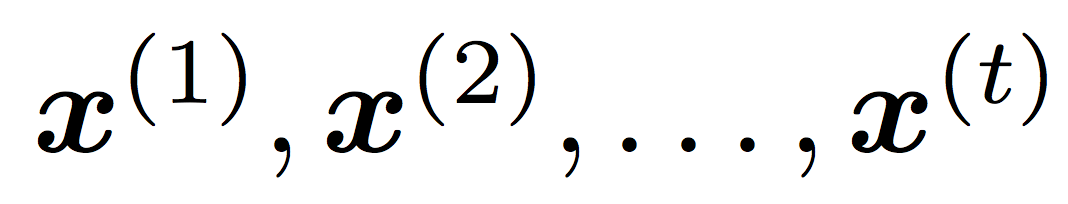 x^(1), x^(2), . . . , x^(t)